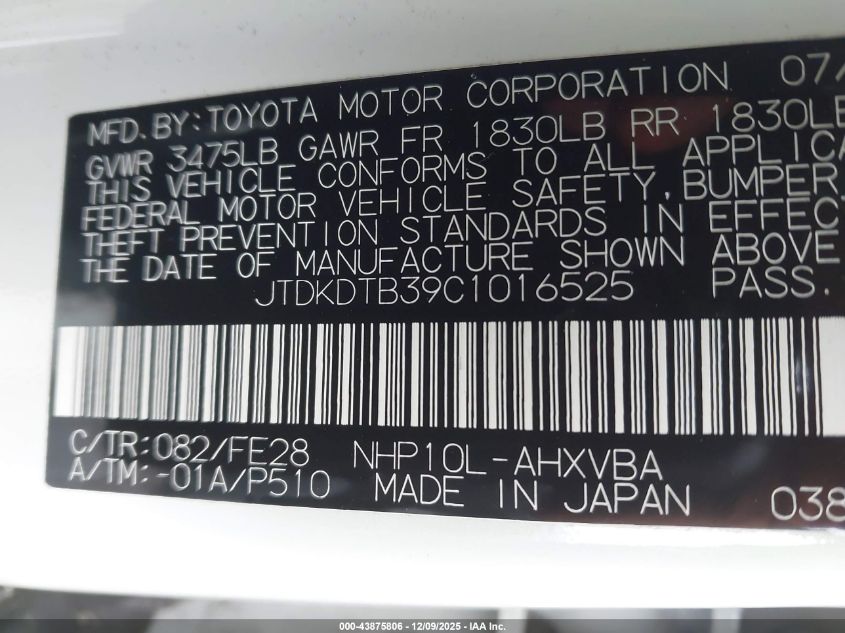 MFD. BY: TOYOTA MOTOR CORPORATION 07/
GVWR 3475LB GAWR FR 1830LB RR 1830LB
THIS VEHICLE CONFORMS TO ALL APPLICA
FEDERAL MOTOR VEHICLE SAFETY, BUMPER,
THEFT PREVENTION STANDARDS IN EFFECT
THE DATE OF MANUFACTURE SHOWN ABOVE
JTDKDTB39C1016525 PASS.
C/TR: 082/FE28 NHP10L-AHXVBA
A/TM: -01A/P510 MADE IN JAPAN 038
000-43875806 - 12/09/2025 - IAA Inc.